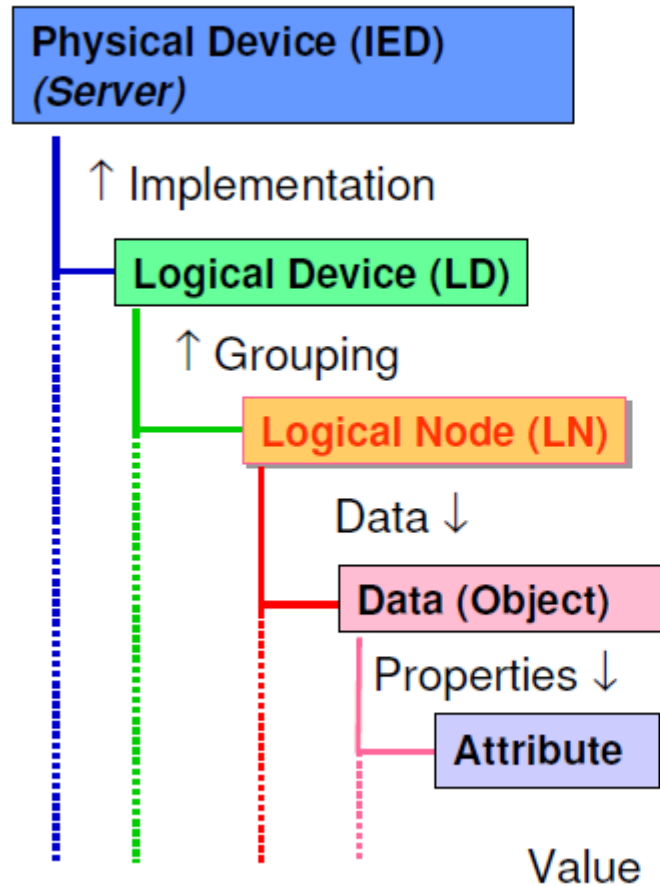 Physical Device (IED)
(Server)
↑ Implementation
Logical Device (LD)
↑ Grouping
Logical Node (LN)
Data ↓
Data (Object)
Properties ↓
Attribute
Value